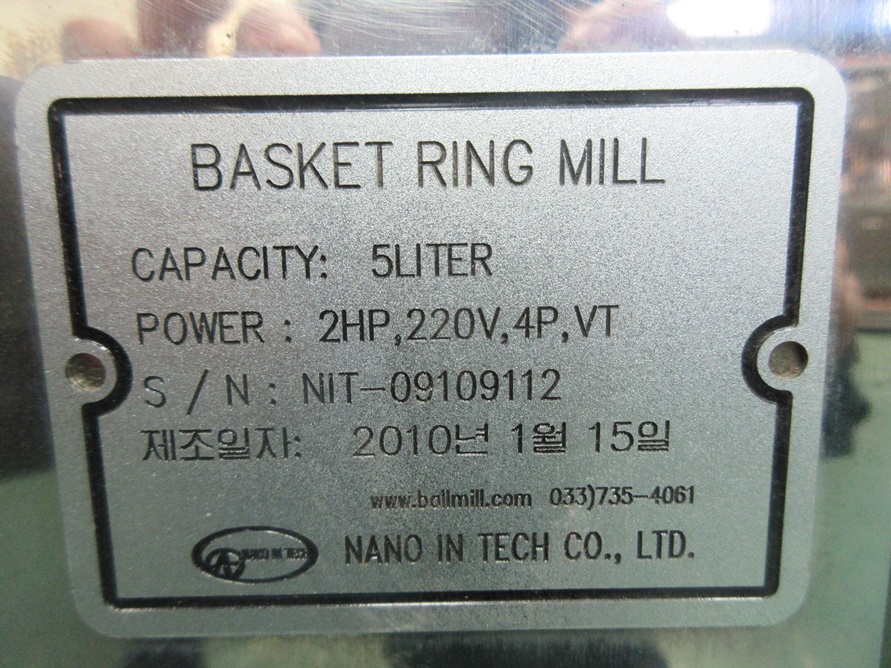 BASKET RING MILL
CAPACITY: 5LITER
POWER : 2HP,220V,4P,VT
S / N : NIT-09109112
제조일자: 2010년 1월 15일
www.ballmill.com 033)735-4061
NANO IN TECH CO., LTD.